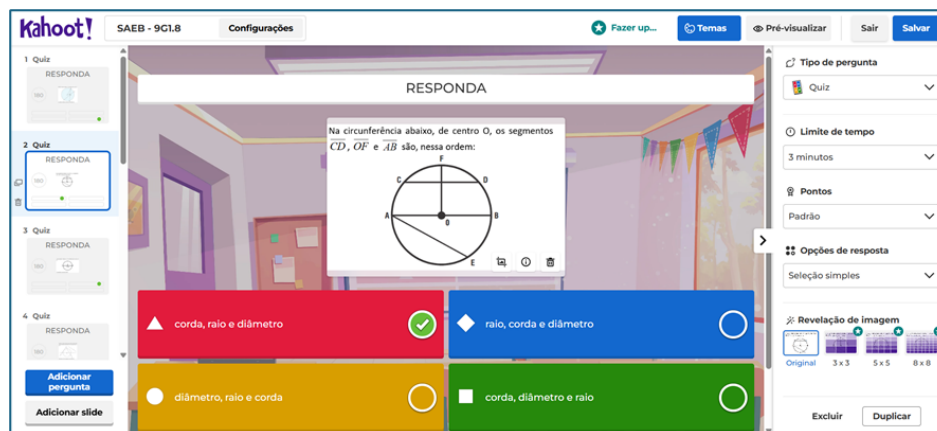 Kahoot!
SAEB - 9G1.8
Configurações
Fazer up...
Temas
Pré-visualizar
Sair
Salvar
1 Quiz
RESPONDA
2 Quiz
RESPONDA
3 Quiz
RESPONDA
4 Quiz
RESPONDA
Adicionar
pergunta
Adicionar slide
RESPONDA
Na circunferência abaixo, de centro O, os segmentos
CD, OF e AB são, nessa ordem:
F
C
D
A
B
O
E
corda, raio e diâmetro
raio, corda e diâmetro
diâmetro, raio e corda
corda, diâmetro e raio
Tipo de pergunta
Quiz
Limite de tempo
3 minutos
Pontos
Padrão
Opções de resposta
Seleção simples
Revelação de imagem
Original
3 x 3
5 x 5
8 x 8
Excluir
Duplicar